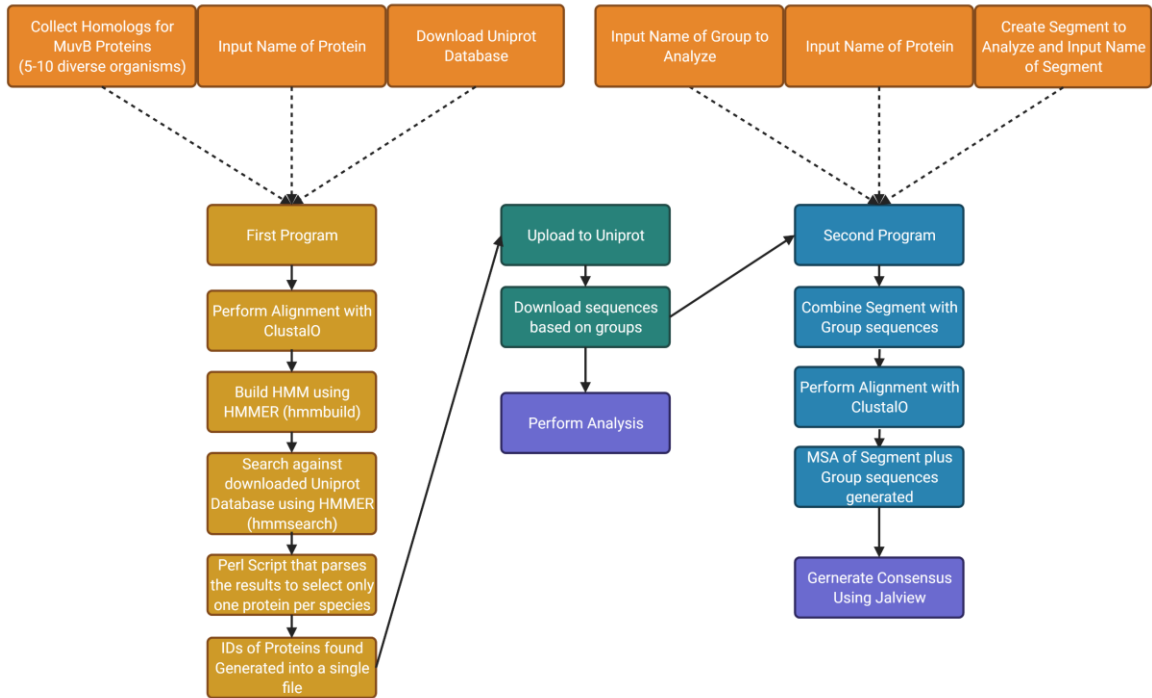 Collect Homologs for
MuvB Proteins
(5-10 diverse organisms)
Input Name of Protein
Download Uniprot
Database
Input Name of Group to
Analyze
Input Name of Protein
Create Segment to
Analyze and Input Name
of Segment
First Program
Perform Alignment with
ClustalO
Build HMM using
HMMER (hmmbuild)
Search against
downloaded Uniprot
Database using HMMER
(hmmsearch)
Perl Script that parses
the results to select only
one protein per species
IDs of Proteins found
Generated into a single
file
Upload to Uniprot
Download sequences
based on groups
Perform Analysis
Second Program
Combine Segment with
Group sequences
Perform Alignment with
ClustalO
MSA of Segment plus
Group sequences
generated
Gernerate Consensus
Using Jalview